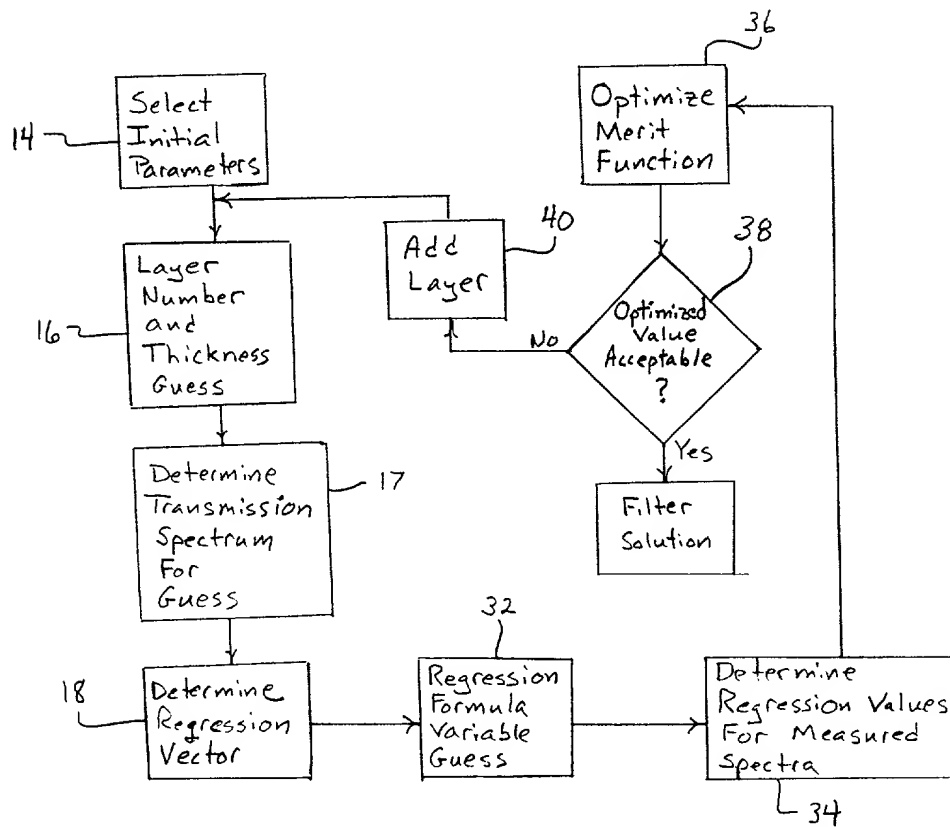 14
Select
Initial
Parameters
16
Layer
Number
and
Thickness
Guess
17
Determine
Transmission
Spectrum
For
Guess
18
Determine
Regression
Vector
32
Regression
Formula
Variable
Guess
34
Determine
Regression Values
For Measured
Spectra
36
Optimize
Merit
Function
38
Optimized
Value
Acceptable
?
No
40
Add
Layer
Yes
Filter
Solution